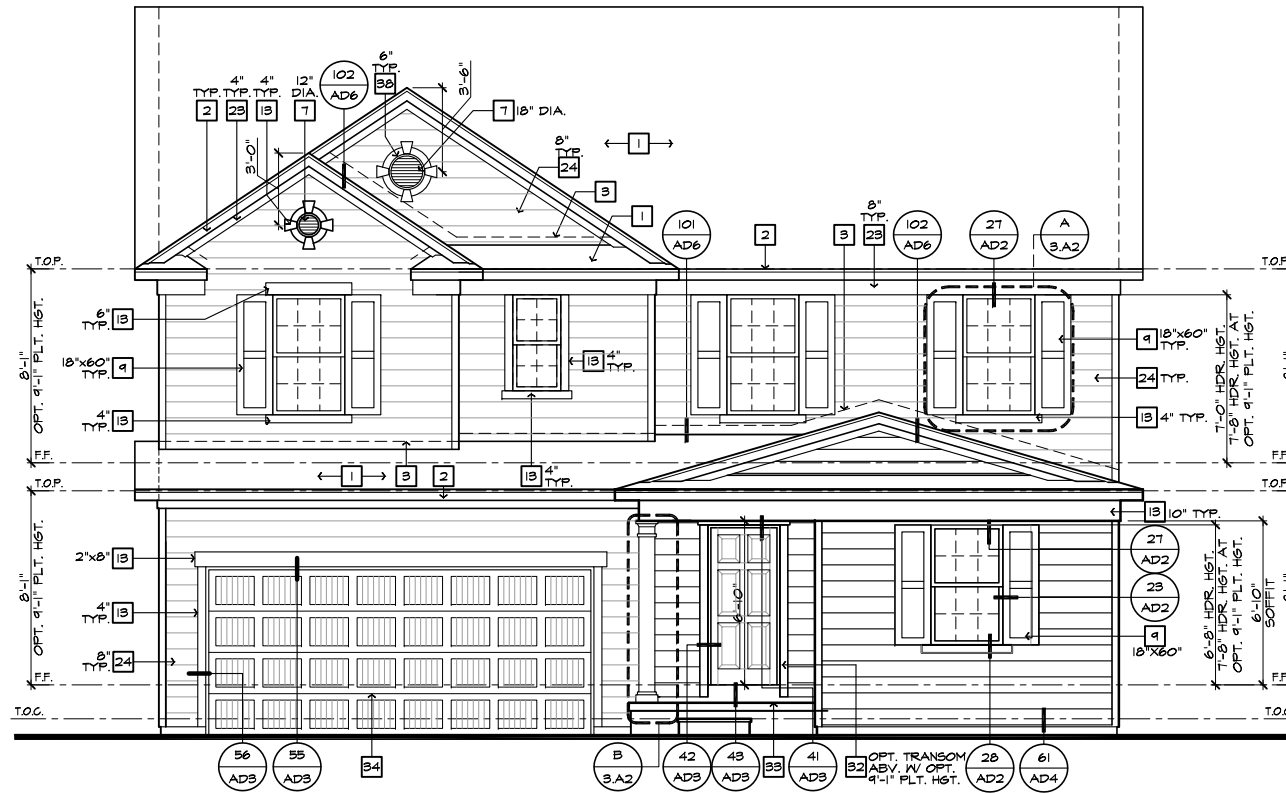 6"
TYP.
38
102
AD6
3'-6"
TYP.
2
4"
TYP.
23
4"
TYP.
13
12"
DIA.
7
7 18" DIA.
3'-0"
1
8"
TYP.
24
3
1
101
AD6
2
3
8"
TYP.
23
102
AD6
27
AD2
A
3.A2
T.O.P.
T.O.P.
8'-1"
OPT. 9'-1" PLT. HGT.
6"
TYP. 13
18"x60"
TYP. 9
4"
TYP. 13
13 4"
TYP.
13 4"
TYP.
9 18"x60"
TYP.
24 TYP.
13 4" TYP.
7'-0" HDR. HGT.
7'-8" HDR. HGT. AT
OPT. 9'-1" PLT. HGT.
F.F.
F.F.
1
3
2
T.O.P.
T.O.P.
8'-1"
OPT. 9'-1" PLT. HGT.
2"x8" 13
4"
TYP. 13
8"
TYP. 24
6'-10"
13 10" TYP.
27
AD2
23
AD2
9
18"x60"
6'-8" HDR. HGT.
7'-8" HDR. HGT. AT
OPT. 9'-1" PLT. HGT.
6'-10"
SOFFIT
F.F.
F.F.
T.O.C.
T.O.C.
56
AD3
55
AD3
34
B
3.A2
42
AD3
43
AD3
33
41
AD3
32 OPT. TRANSOM
ABV. W/ OPT.
9'-1" PLT. HGT.
28
AD2
61
AD4